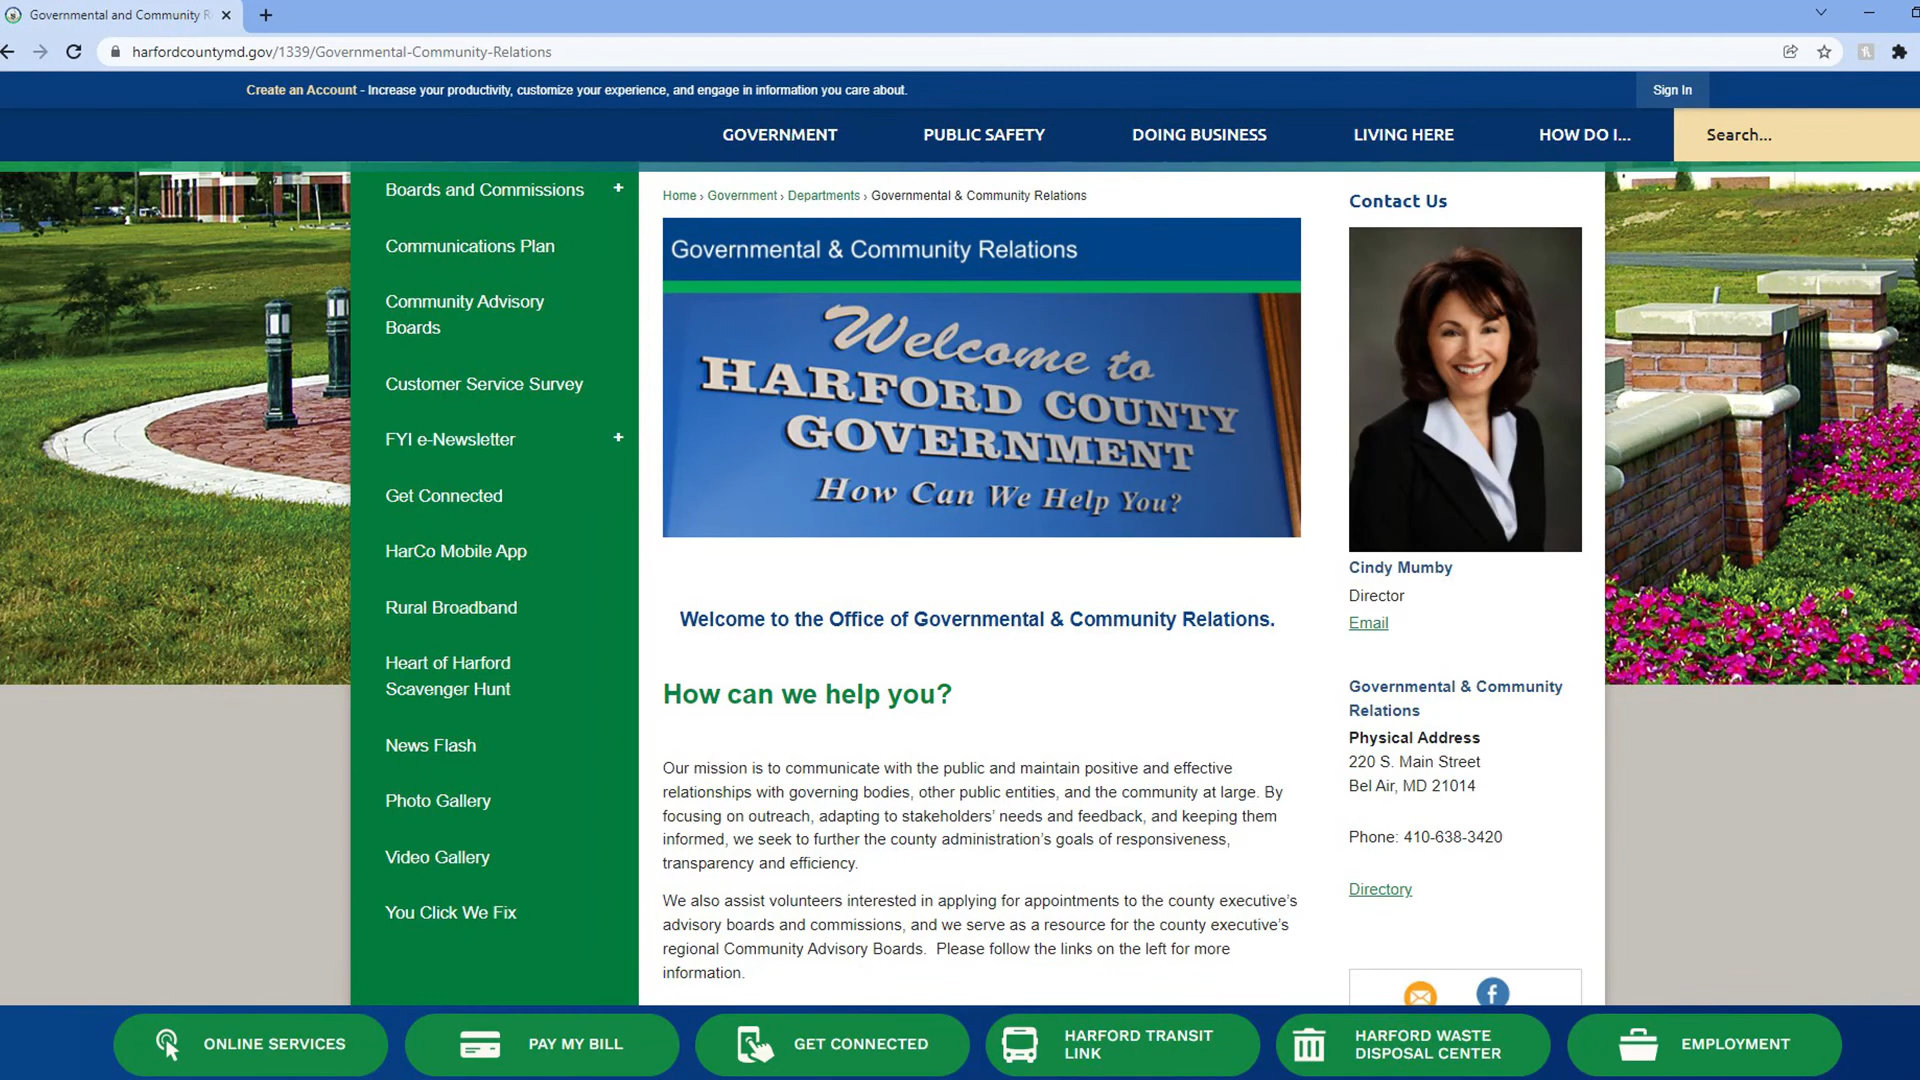 Governmental and Community R
harfordcountymd.gov/1339/Governmental-Community-Relations
Create an Account - Increase your productivity, customize your experience, and engage in information you care about.
Sign In
GOVERNMENT
PUBLIC SAFETY
DOING BUSINESS
LIVING HERE
HOW DO I...
Search...
Boards and Commissions +
Communications Plan
Community Advisory
Boards
Customer Service Survey
FYI e-Newsletter +
Get Connected
HarCo Mobile App
Rural Broadband
Heart of Harford
Scavenger Hunt
News Flash
Photo Gallery
Video Gallery
You Click We Fix
Home › Government › Departments › Governmental & Community Relations
Governmental & Community Relations
Welcome to
HARFORD COUNTY
GOVERNMENT
How Can We Help You?
Welcome to the Office of Governmental & Community Relations.
How can we help you?
Our mission is to communicate with the public and maintain positive and effective
relationships with governing bodies, other public entities, and the community at large. By
focusing on outreach, adapting to stakeholders’ needs and feedback, and keeping them
informed, we seek to further the county administration’s goals of responsiveness,
transparency and efficiency.
We also assist volunteers interested in applying for appointments to the county executive’s
advisory boards and commissions, and we serve as a resource for the county executive’s
regional Community Advisory Boards.  Please follow the links on the left for more
information.
Contact Us
Cindy Mumby
Director
Email
Governmental & Community
Relations
Physical Address
220 S. Main Street
Bel Air, MD 21014
Phone: 410-638-3420
Directory
ONLINE SERVICES
PAY MY BILL
GET CONNECTED
HARFORD TRANSIT
LINK
HARFORD WASTE
DISPOSAL CENTER
EMPLOYMENT